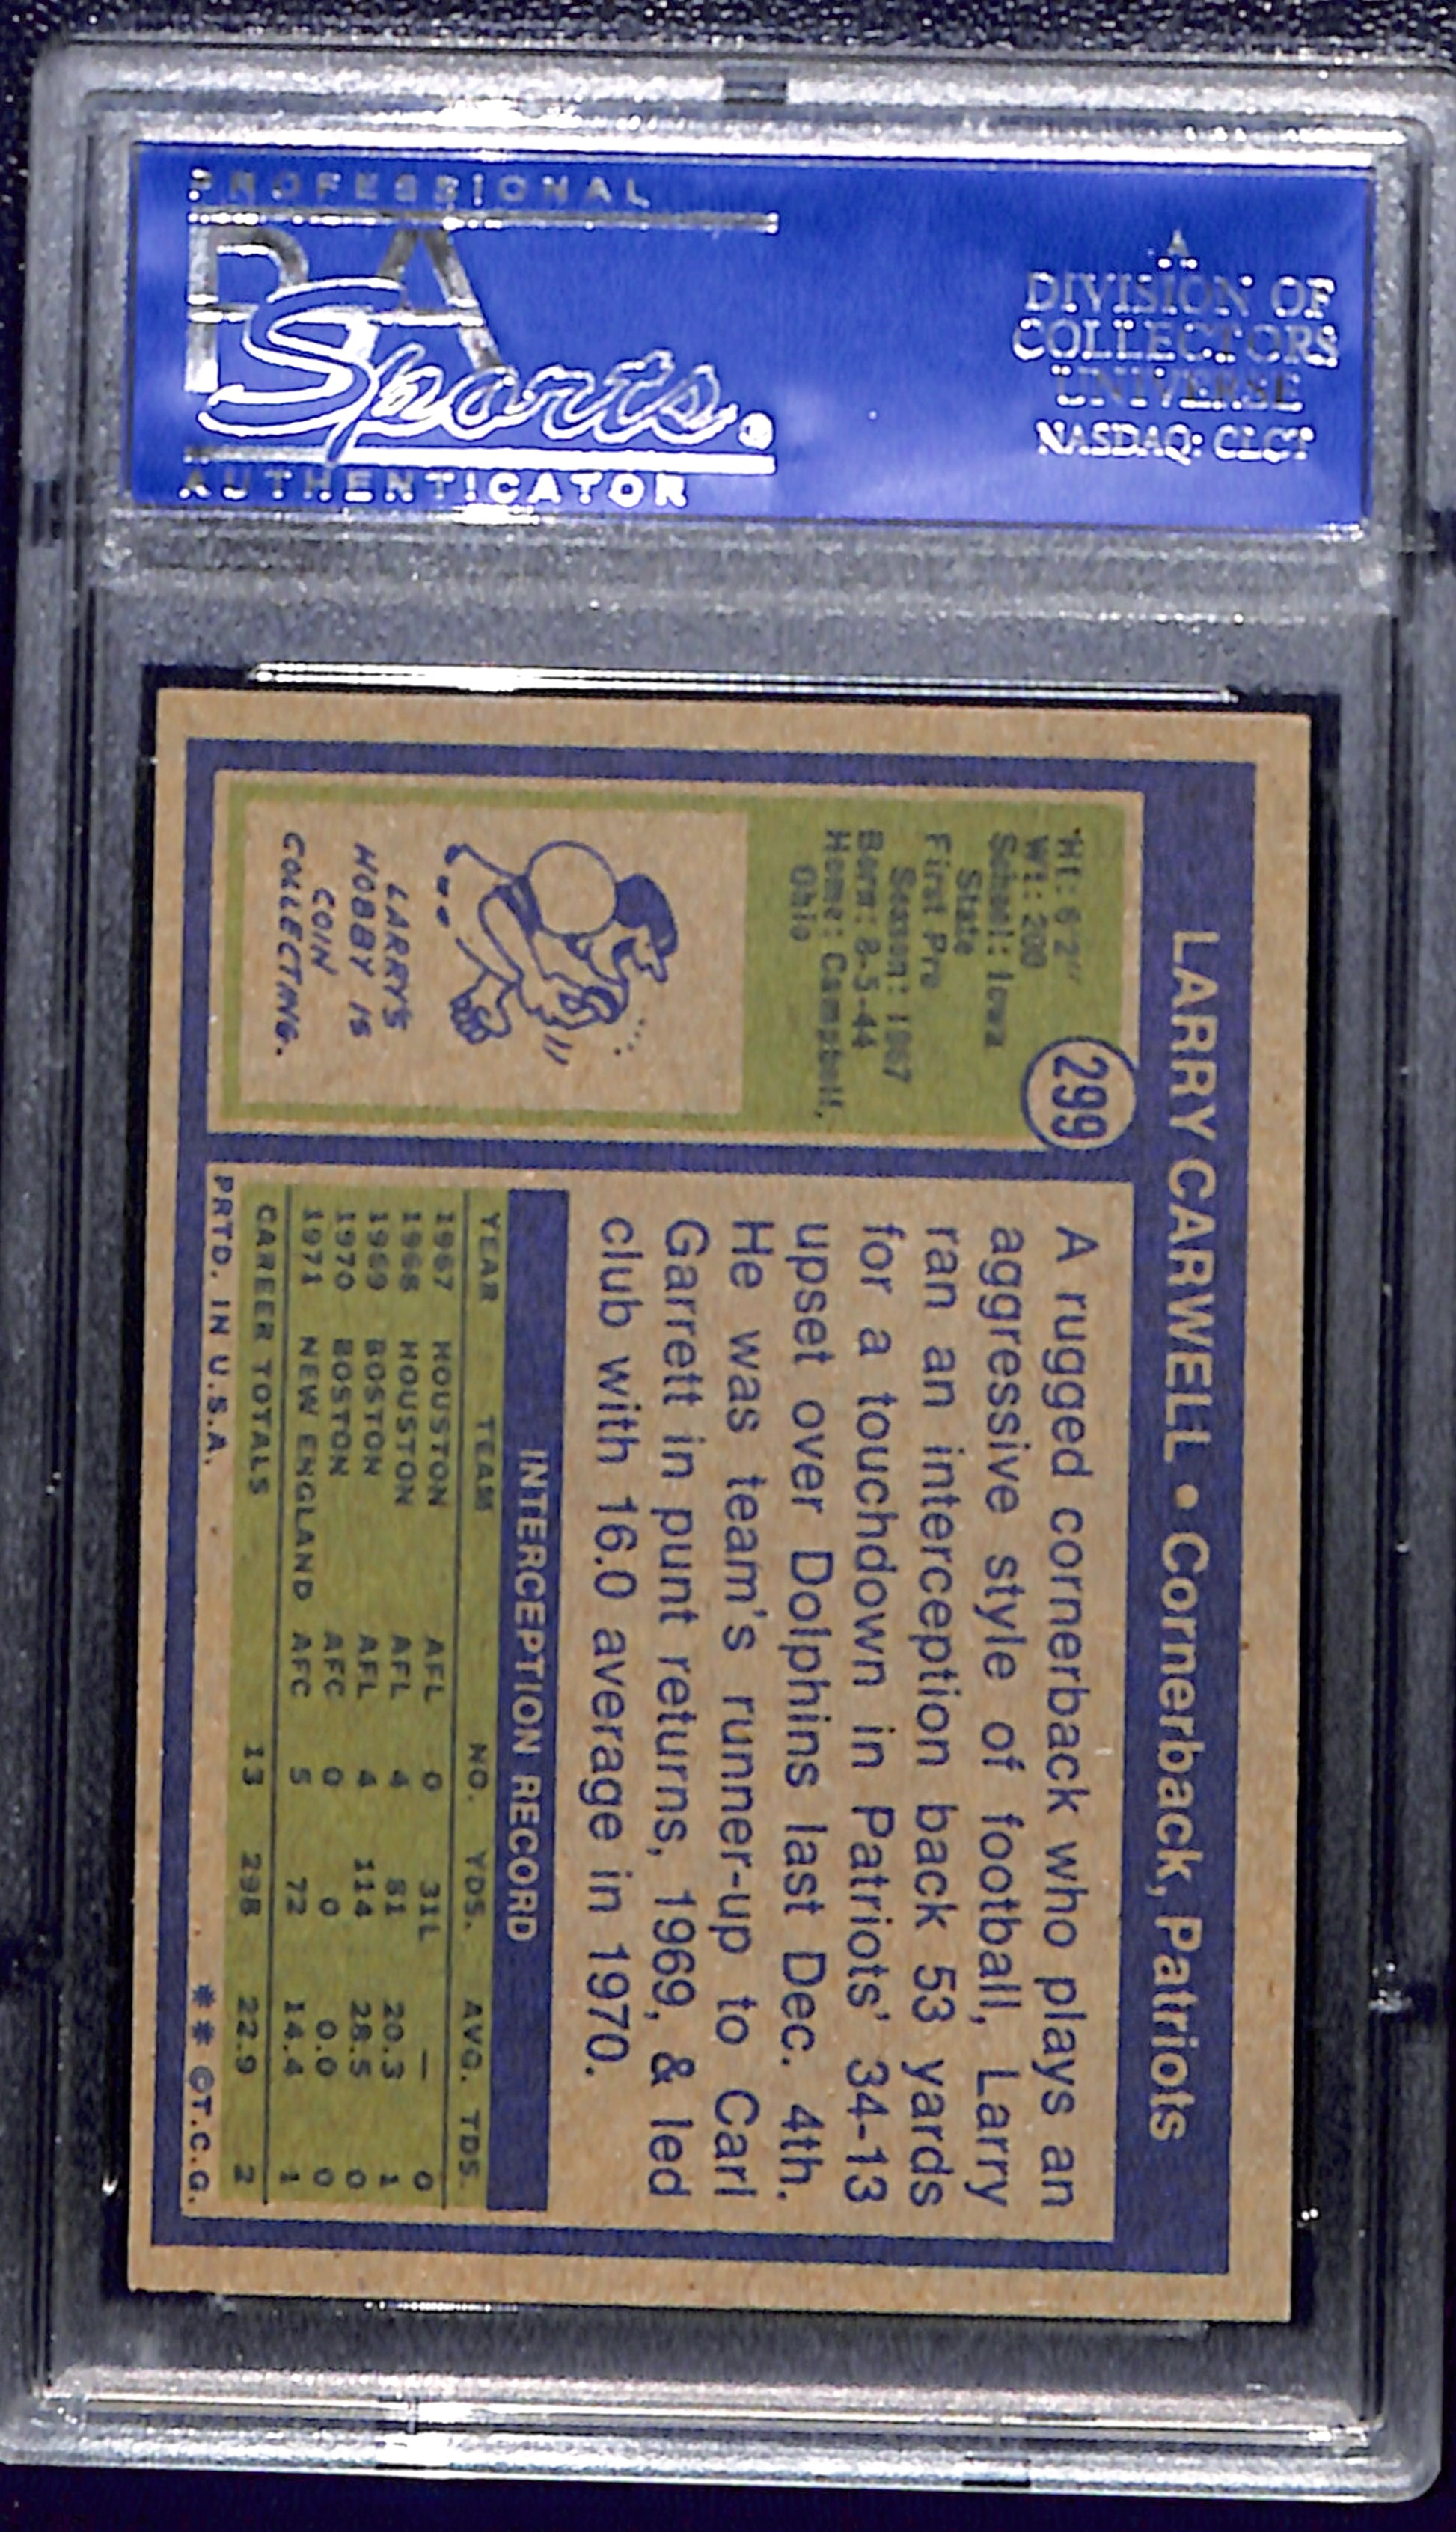 PROFESSIONAL
PSA
Sports®
AUTHENTICATOR
A
DIVISION OF
COLLECTORS
UNIVERSE
NASDAQ: CLCT
LARRY CARWELL • Cornerback, Patriots
299
Ht: 6'2"
Wt: 200
School: Iowa
State
First Pro
Season: 1967
Born: 8-5-44
Home: Campbell,
Ohio
LARRY'S
HOBBY IS
COIN
COLLECTING.
A rugged cornerback who plays an
aggressive style of football, Larry
ran an interception back 53 yards
for a touchdown in Patriots' 34-13
upset over Dolphins last Dec. 4th.
He was team's runner-up to Carl
Garrett in punt returns, 1969, & led
club with 16.0 average in 1970.
INTERCEPTION RECORD
YEAR TEAM NO. YDS. AVG. TDS.
1967 HOUSTON AFL 0 31L — 0
1968 HOUSTON AFL 4 81 20.3 1
1969 BOSTON AFL 4 114 28.5 0
1970 BOSTON AFC 0 0 0.0 0
1971 NEW ENGLAND AFC 5 72 14.4 1
CAREER TOTALS 13 298 22.9 2
PRTD. IN U.S.A. ** ©T.C.G.